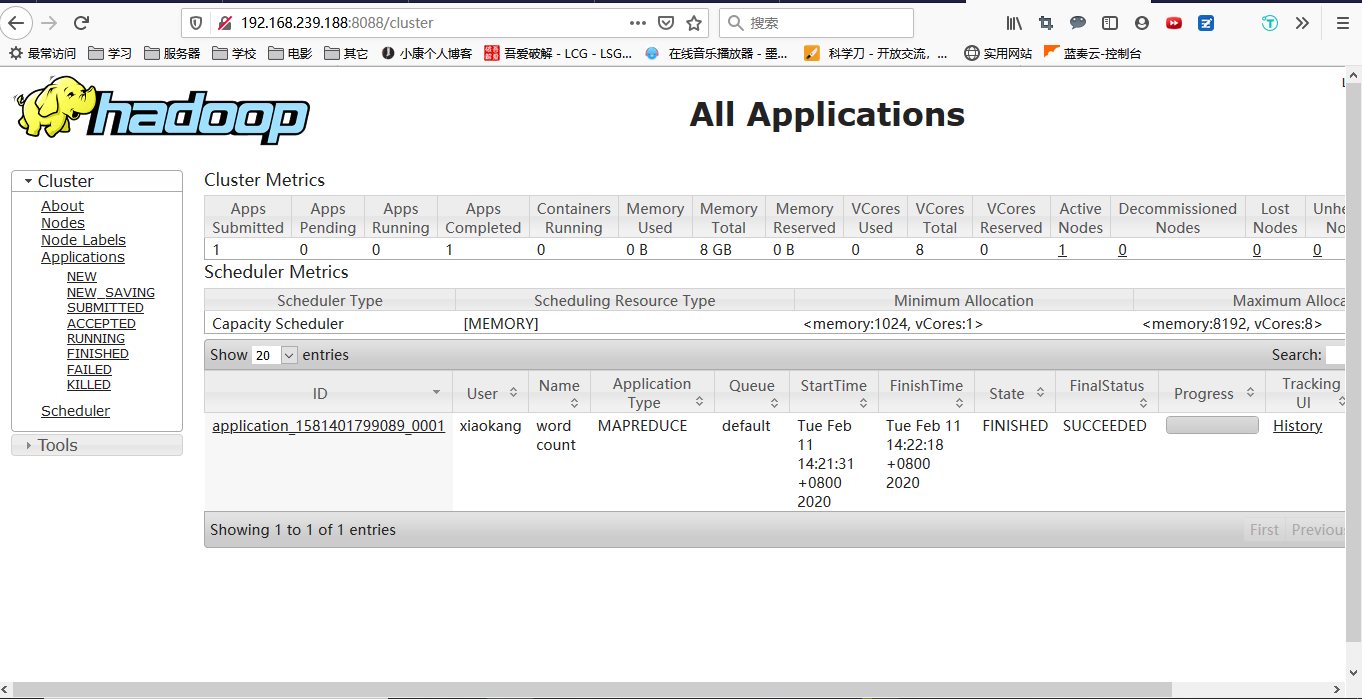 192.168.239.188:8088/cluster
搜索
最常访问 学习 服务器 学校 电影 其它 小康个人博客 吾爱破解 - LCG - LSG... 在线音乐播放器 - 墨... 科学刀 - 开放交流，... 实用网站 蓝奏云-控制台
hadoop
All Applications
Cluster
About
Nodes
Node Labels
Applications
NEW
NEW_SAVING
SUBMITTED
ACCEPTED
RUNNING
FINISHED
FAILED
KILLED
Scheduler
Tools
Cluster Metrics
Apps Submitted Apps Pending Apps Running Apps Completed Containers Running Memory Used Memory Total Memory Reserved VCores Used VCores Total VCores Reserved Active Nodes Decommissioned Nodes Lost Nodes
1 0 0 1 0 0 B 8 GB 0 B 0 8 0 1 0 0 0
Scheduler Metrics
Scheduler Type Scheduling Resource Type Minimum Allocation Maximum
Capacity Scheduler [MEMORY] <memory:1024, vCores:1> <memory:8192, vCores:8>
Show 20 entries Search:
ID User Name Application Type Queue StartTime FinishTime State FinalStatus Progress Tracking UI
application_1581401799089_0001 xiaokang word count MAPREDUCE default Tue Feb 11 14:21:31 +0800 2020 Tue Feb 11 14:22:18 +0800 2020 FINISHED SUCCEEDED History
Showing 1 to 1 of 1 entries First Previous